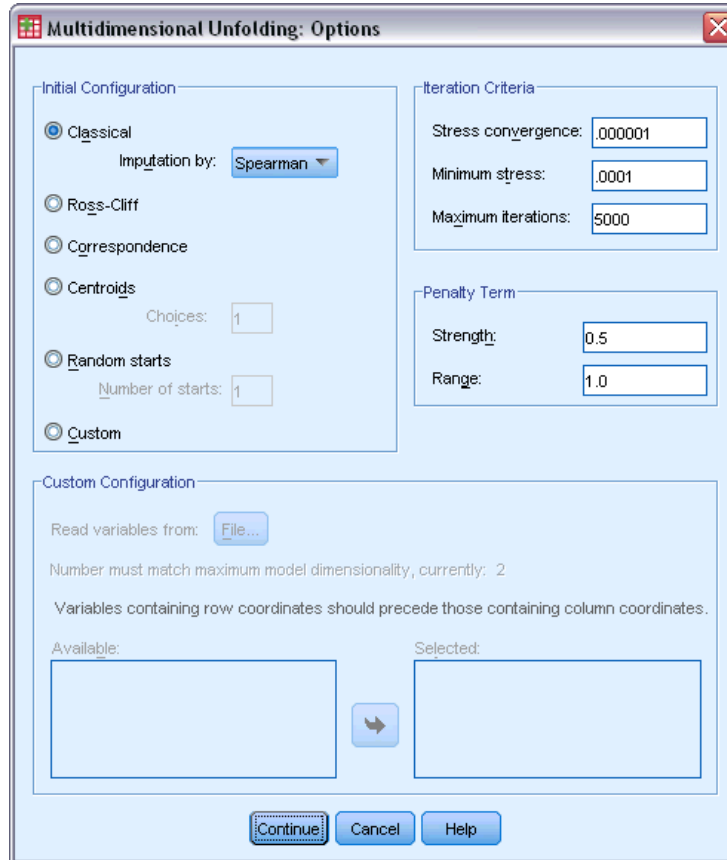 Multidimensional Unfolding: Options
Initial Configuration
Classical
Imputation by: Spearman
Ross-Cliff
Correspondence
Centroids
Choices: 1
Random starts
Number of starts: 1
Custom
Iteration Criteria
Stress convergence: .000001
Minimum stress: .0001
Maximum iterations: 5000
Penalty Term
Strength: 0.5
Range: 1.0
Custom Configuration
Read variables from: File...
Number must match maximum model dimensionality, currently: 2
Variables containing row coordinates should precede those containing column coordinates.
Available: Selected:
Continue Cancel Help